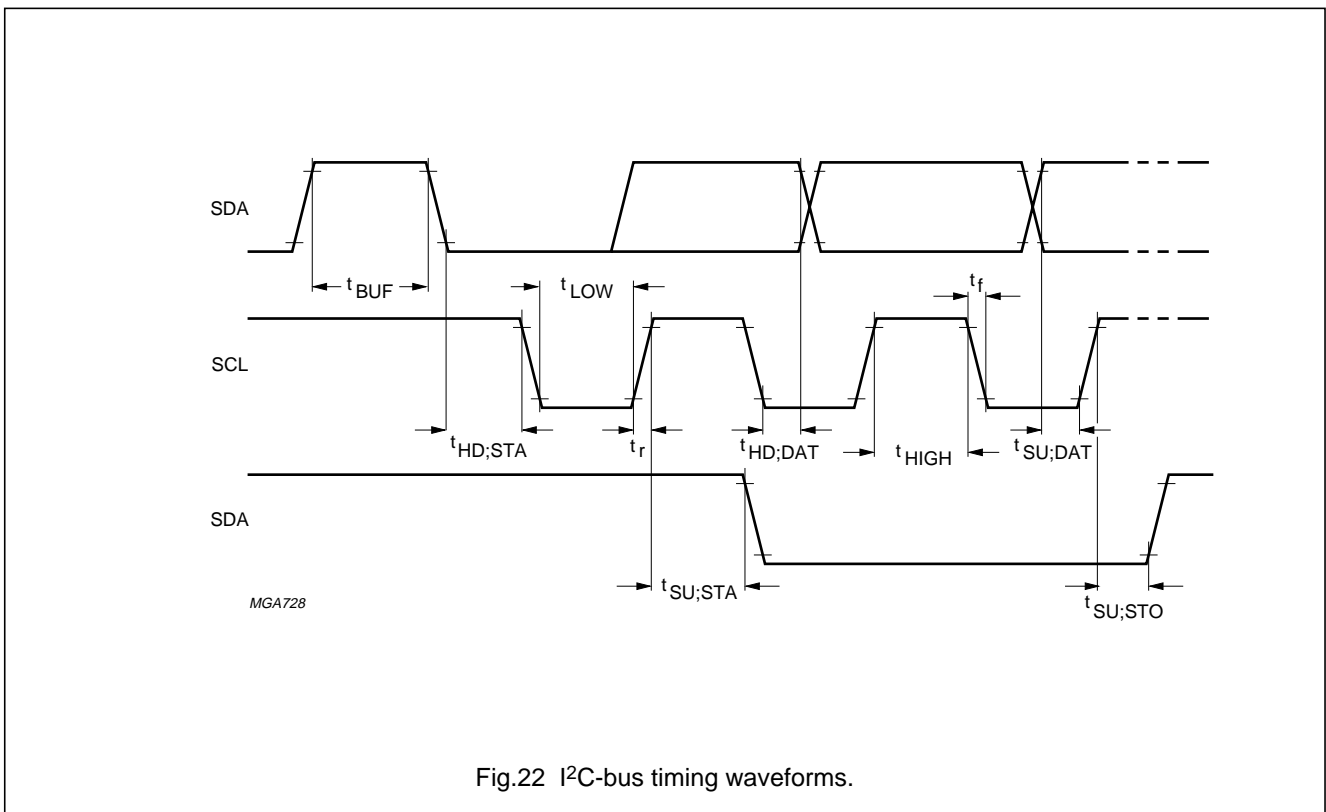 SDA
t BUF
t LOW
t f
SCL
t HD;STA
t r
t HD;DAT
t HIGH
t SU;DAT
SDA
t SU;STA
t SU;STO
MGA728
Fig.22 I²C-bus timing waveforms.